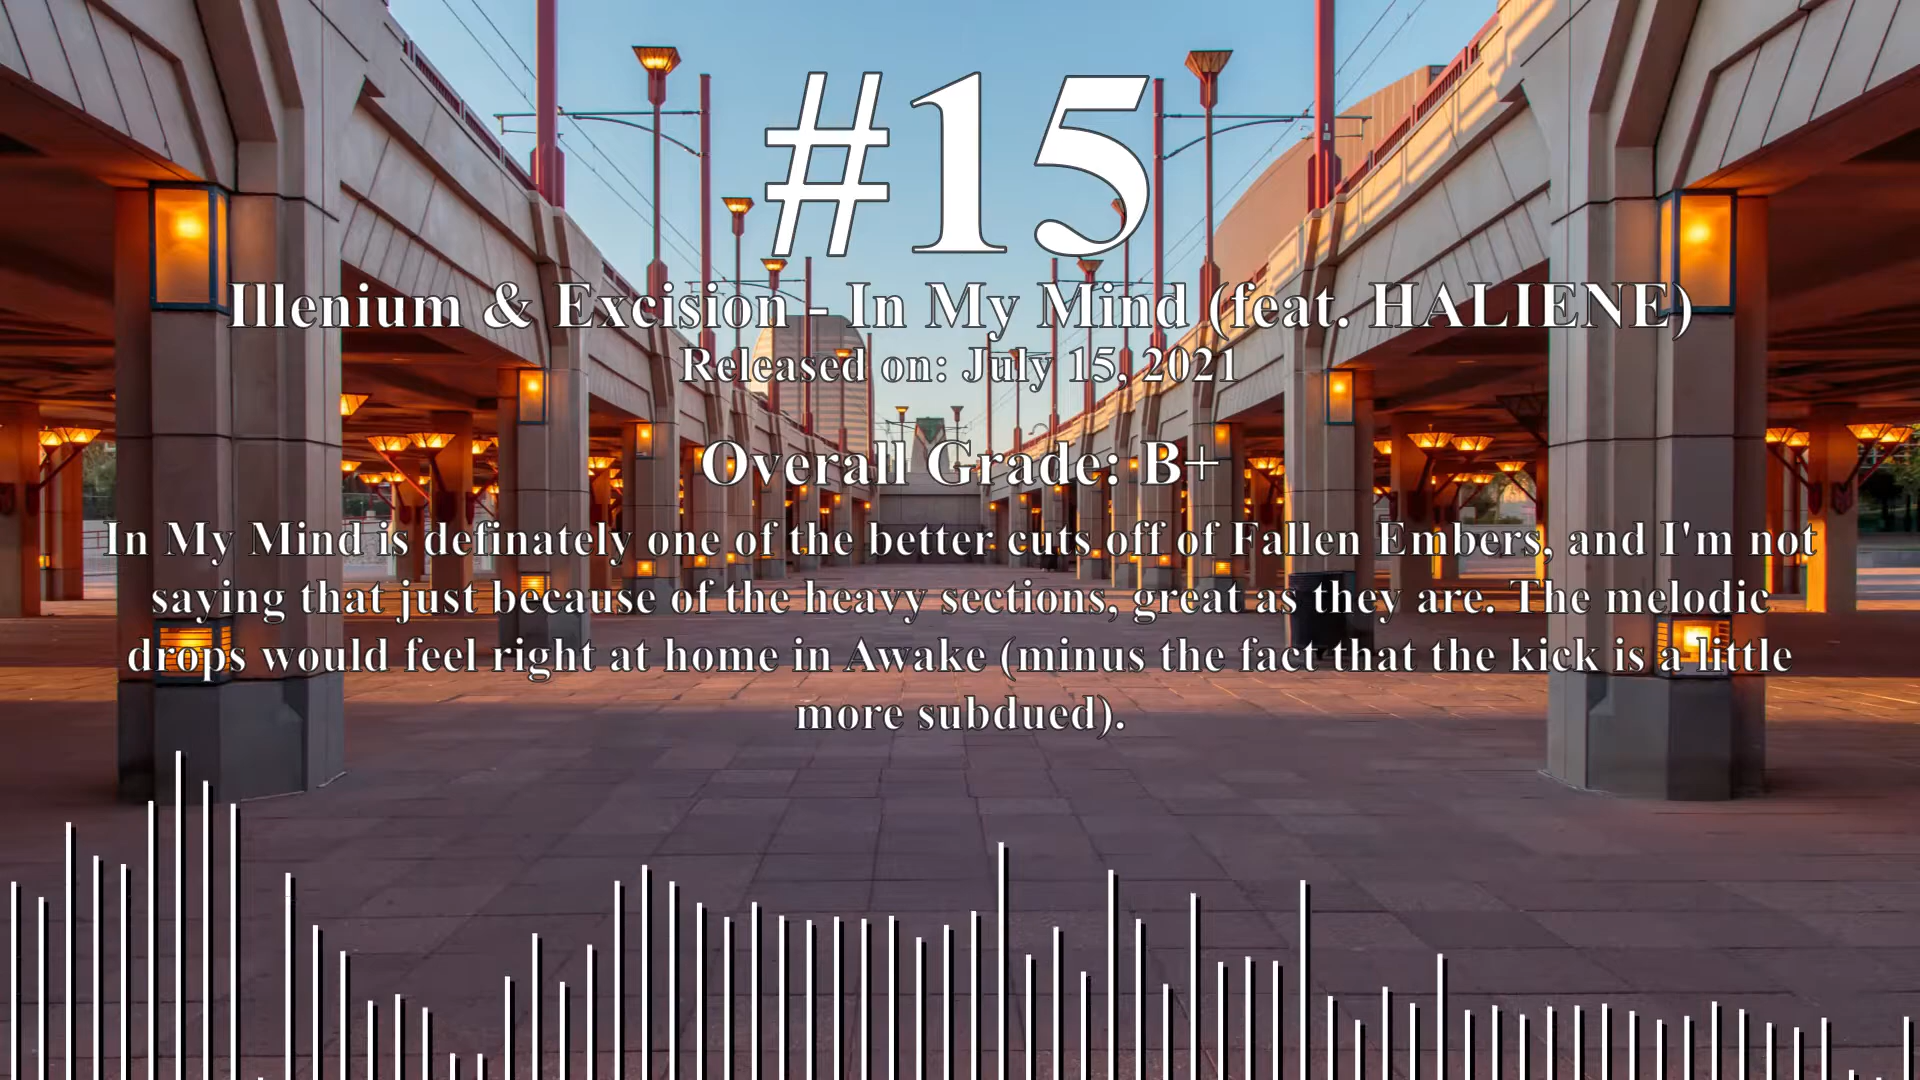 #15
Illenium & Excision - In My Mind (feat. HALIENE)
Released on: July 15, 2021
Overall Grade: B+
In My Mind is definately one of the better cuts off of Fallen Embers, and I'm not
saying that just because of the heavy sections, great as they are. The melodic
drops would feel right at home in Awake (minus the fact that the kick is a little
more subdued).